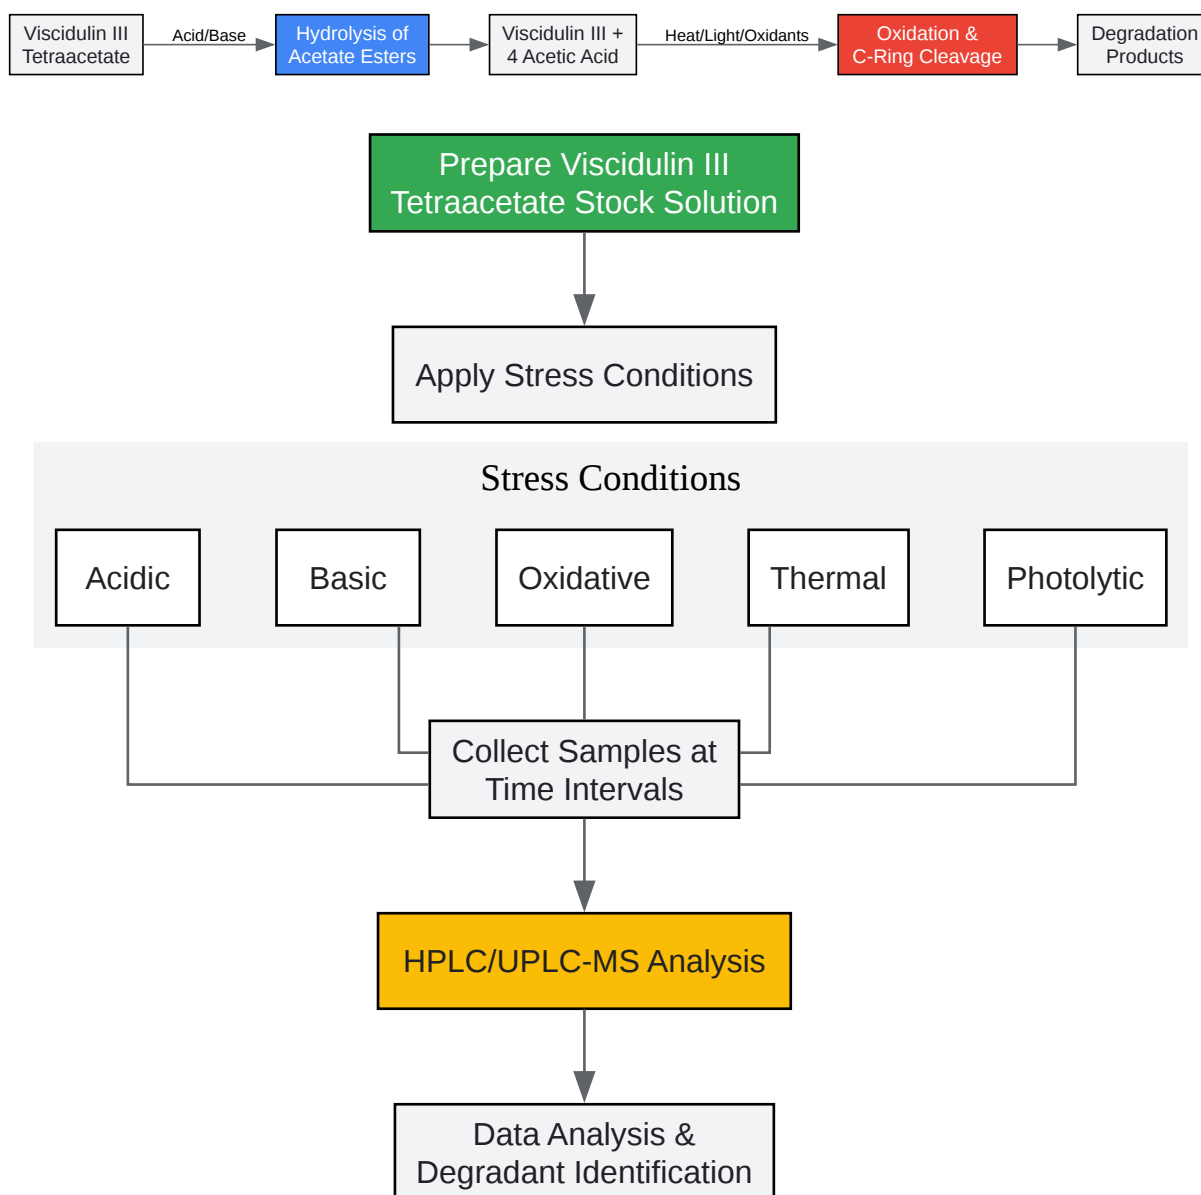 Viscidulin III
Tetraacetate
Acid/Base
Hydrolysis of
Acetate Esters
Viscidulin III +
4 Acetic Acid
Heat/Light/Oxidants
Oxidation &
C-Ring Cleavage
Degradation
Products
Prepare Viscidulin III
Tetraacetate Stock Solution
Apply Stress Conditions
Stress Conditions
Acidic
Basic
Oxidative
Thermal
Photolytic
Collect Samples at
Time Intervals
HPLC/UPLC-MS Analysis
Data Analysis &
Degradant Identification